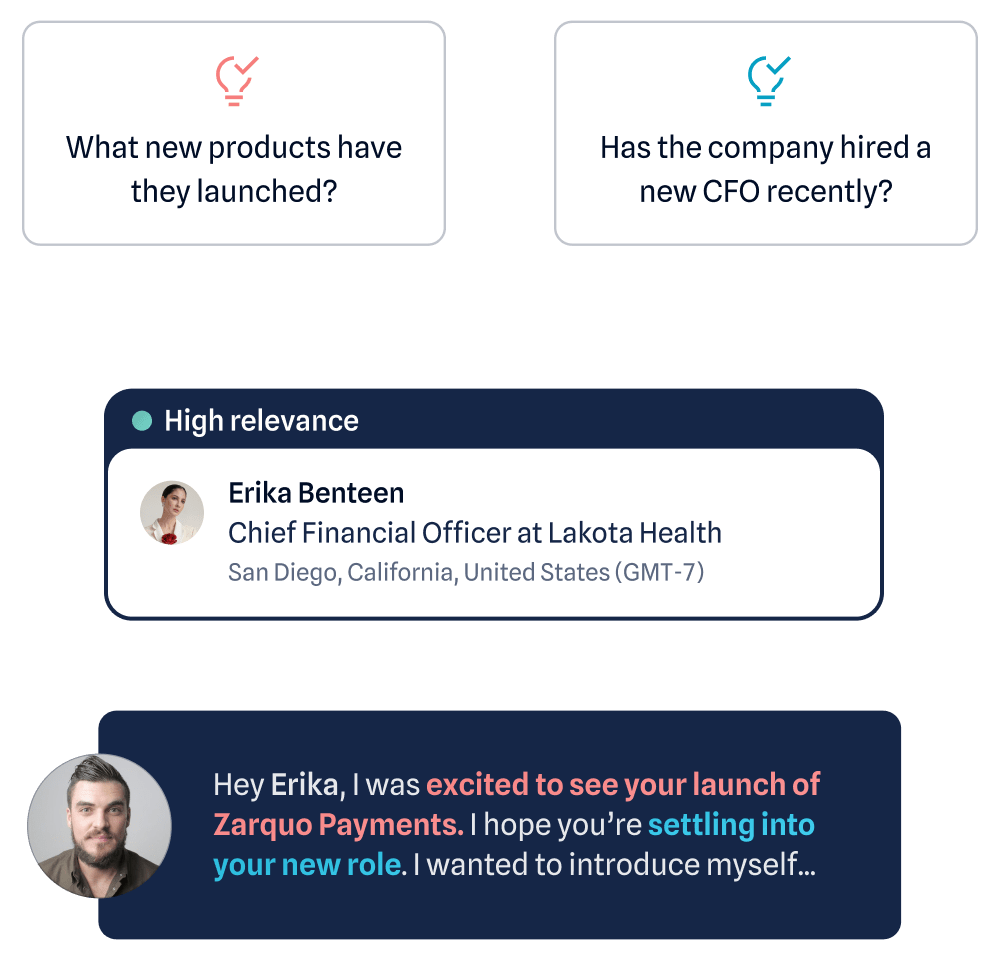 What new products have
they launched?
Has the company hired a
new CFO recently?
High relevance
Erika Benteen
Chief Financial Officer at Lakota Health
San Diego, California, United States (GMT-7)
Hey Erika, I was excited to see your launch of
Zarquo Payments. I hope you’re settling into
your new role. I wanted to introduce myself...